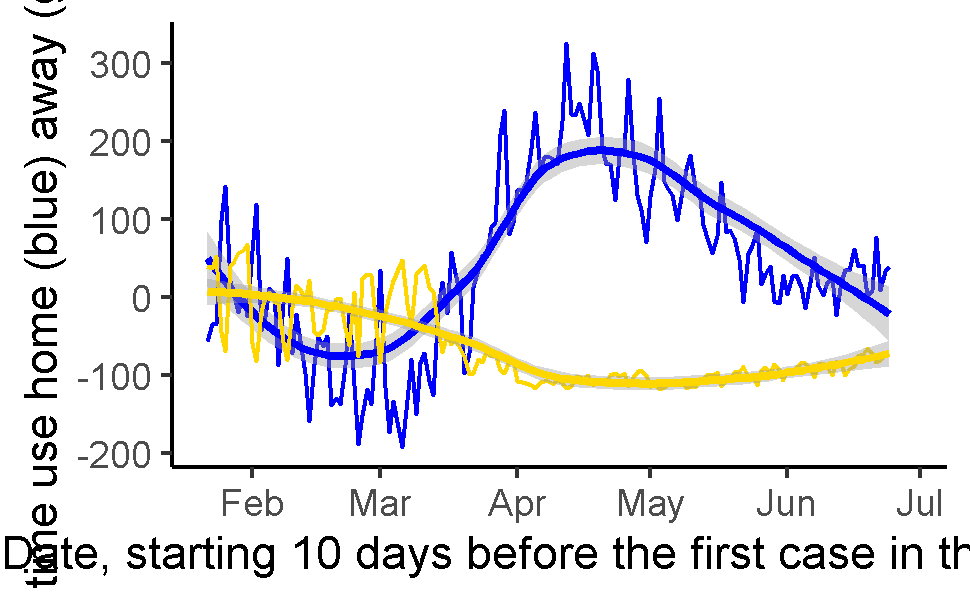 time use home (blue) away (
300
200
100
0
-100
-200
Feb Mar Apr May Jun Jul
Date, starting 10 days before the first case in th